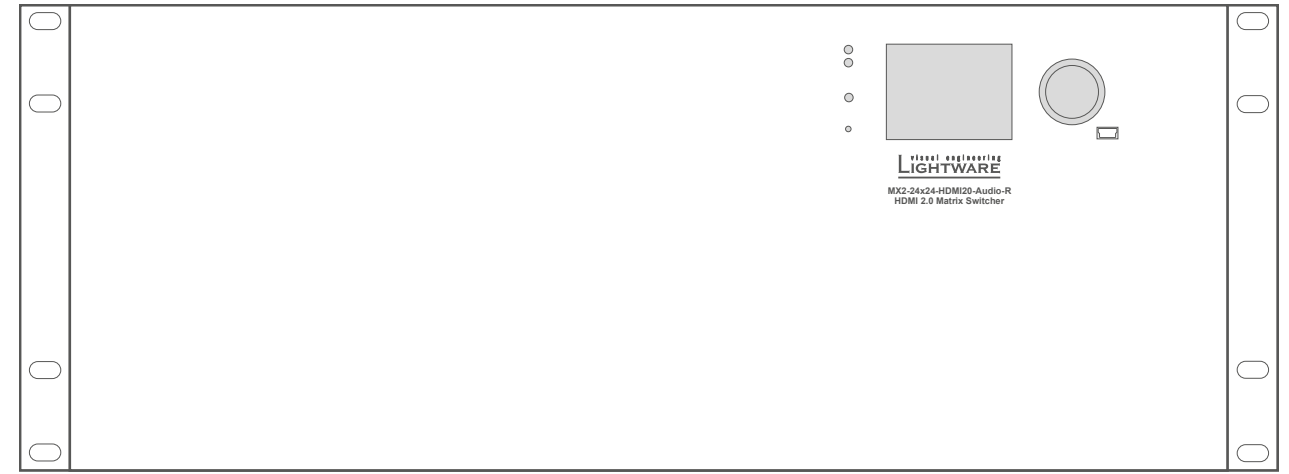 visual engineering
LIGHTWARE
MX2-24x24-HDMI20-Audio-R
HDMI 2.0 Matrix Switcher